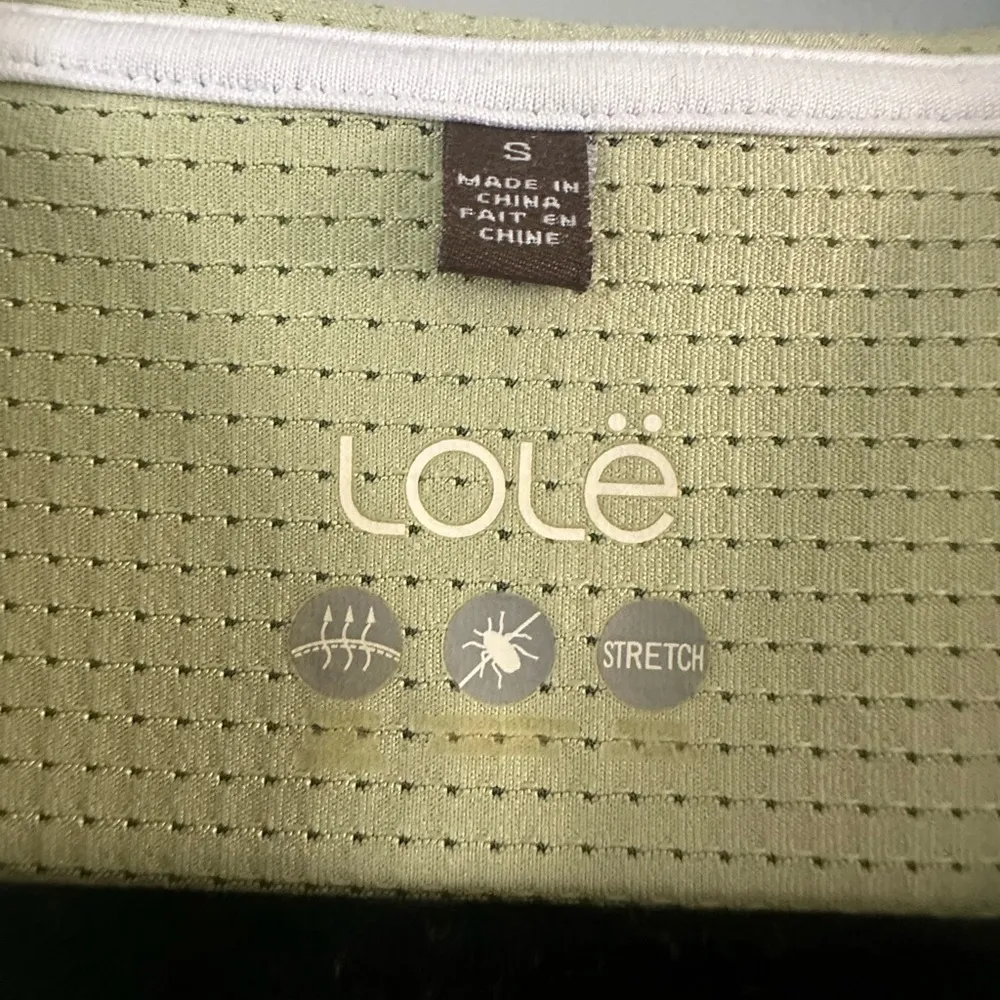 S
MADE IN
CHINA
FAIT EN
CHINE
LOLË
STRETCH